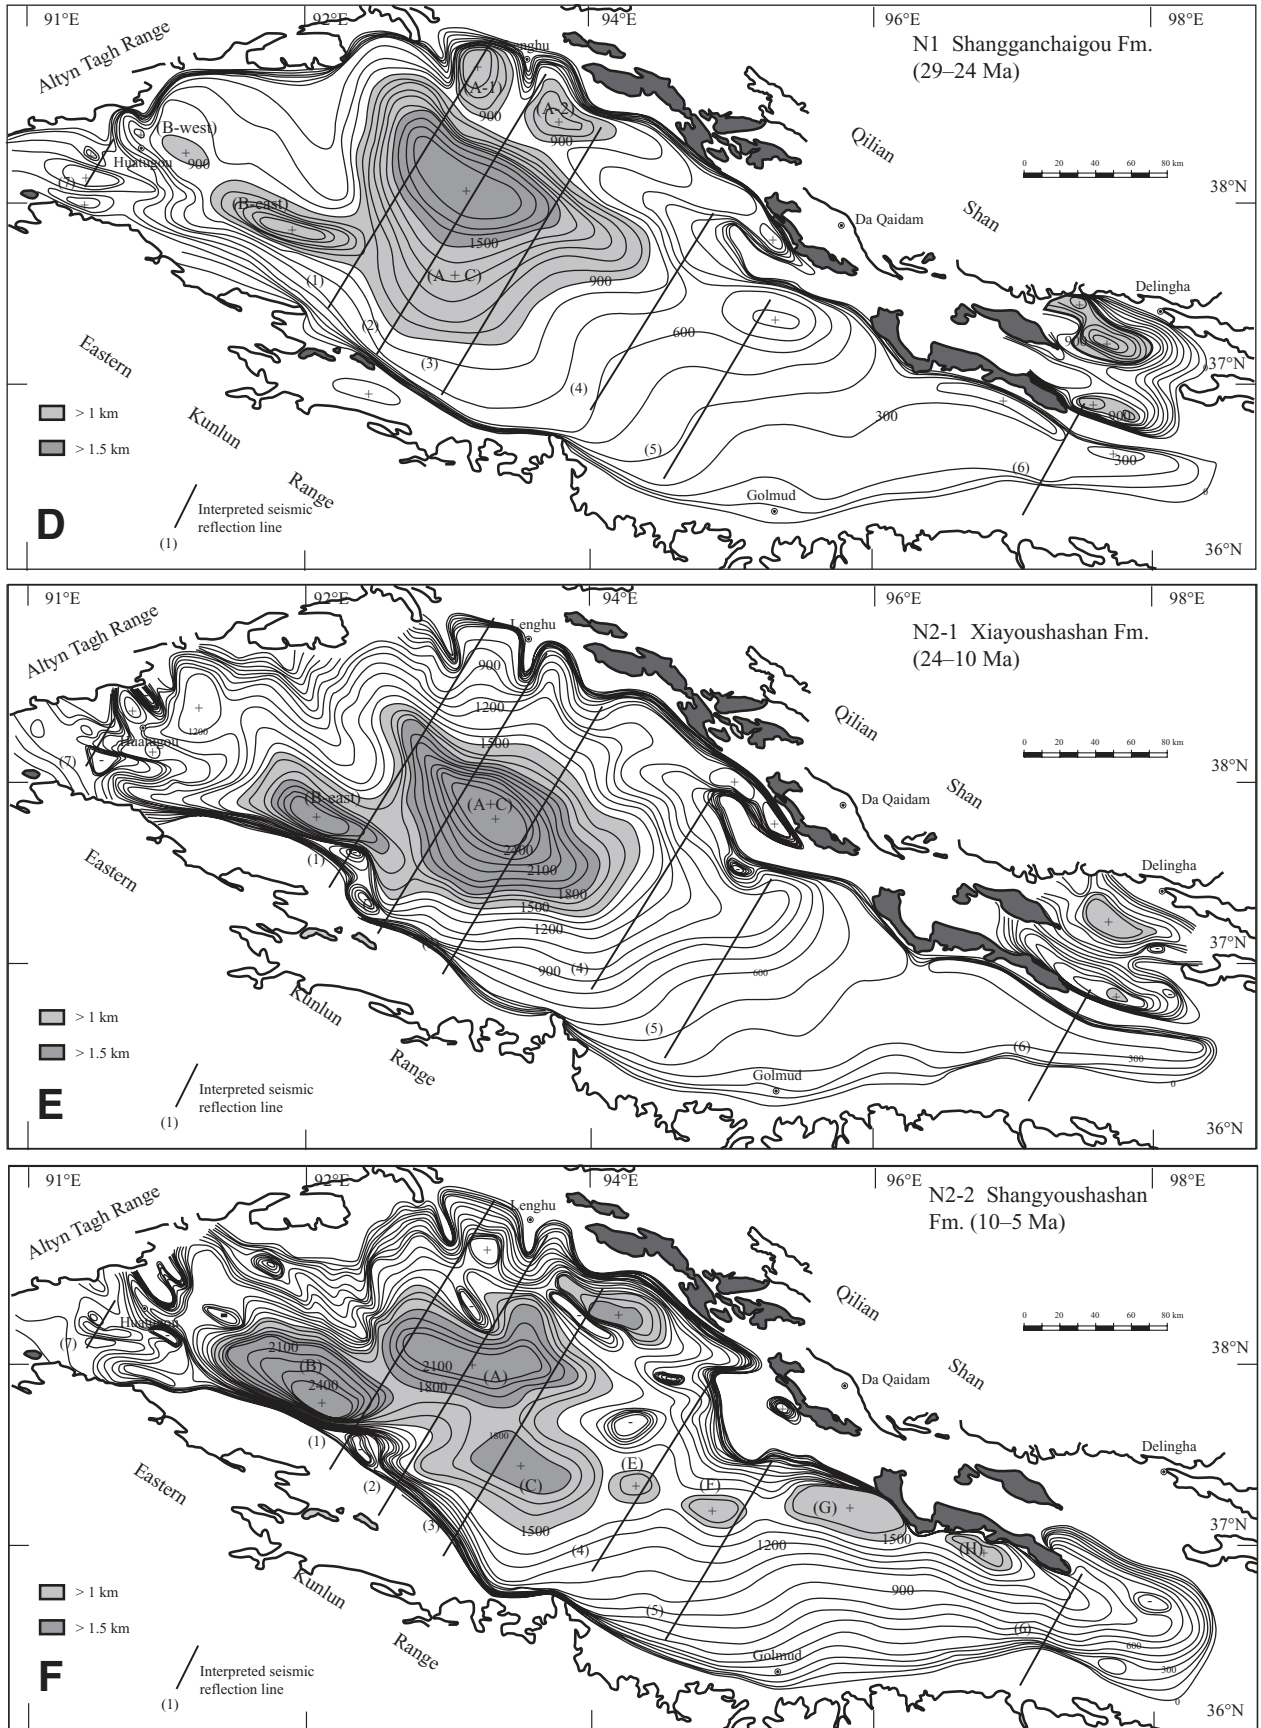 91°E
92°E
94°E
96°E
98°E
Altyn Tagh Range
N1 Shangganchaigou Fm.
(29–24 Ma)
(A-1)
900
(A-2)
900
(B-west)
900
Huatugou
(7)
Qilian
Shan
0 20 40 60 80 km
38°N
Da Qaidam
(B-east)
1500
(A + C)
900
(1)
(2)
(3)
(4)
(5)
(6)
600
300
Delingha
900
37°N
0
900
300
0
Eastern
Kunlun
Range
> 1 km
> 1.5 km
Interpreted seismic
reflection line
(1)
D
Golmud
36°N
91°E
92°E
94°E
96°E
98°E
Altyn Tagh Range
Lenghu
N2-1 Xiayoushashan Fm.
(24–10 Ma)
900
1200
1500
1200
Huatugou
(7)
-
Qilian
Shan
0 20 40 60 80 km
38°N
Da Qaidam
(B-east)
(A+C)
2400
2100
1800
1500
1200
900
(1)
(4)
(5)
(6)
600
300
0
Delingha
37°N
Eastern
Kunlun
Range
> 1 km
> 1.5 km
Interpreted seismic
reflection line
(1)
E
Golmud
36°N
91°E
92°E
94°E
96°E
98°E
Altyn Tagh Range
Lenghu
N2-2 Shangyoushashan
Fm. (10–5 Ma)
Huatugou
(7)
Qilian
Shan
0 20 40 60 80 km
38°N
Da Qaidam
2100
(B)
2400
2100
1800
(A)
1800
(C)
1500
(E)
(F)
(G)
1500
(H)
1200
900
600
300
0
(1)
(2)
(3)
(4)
(5)
(6)
Delingha
37°N
Eastern
Kunlun
Range
> 1 km
> 1.5 km
Interpreted seismic
reflection line
(1)
F
Golmud
36°N